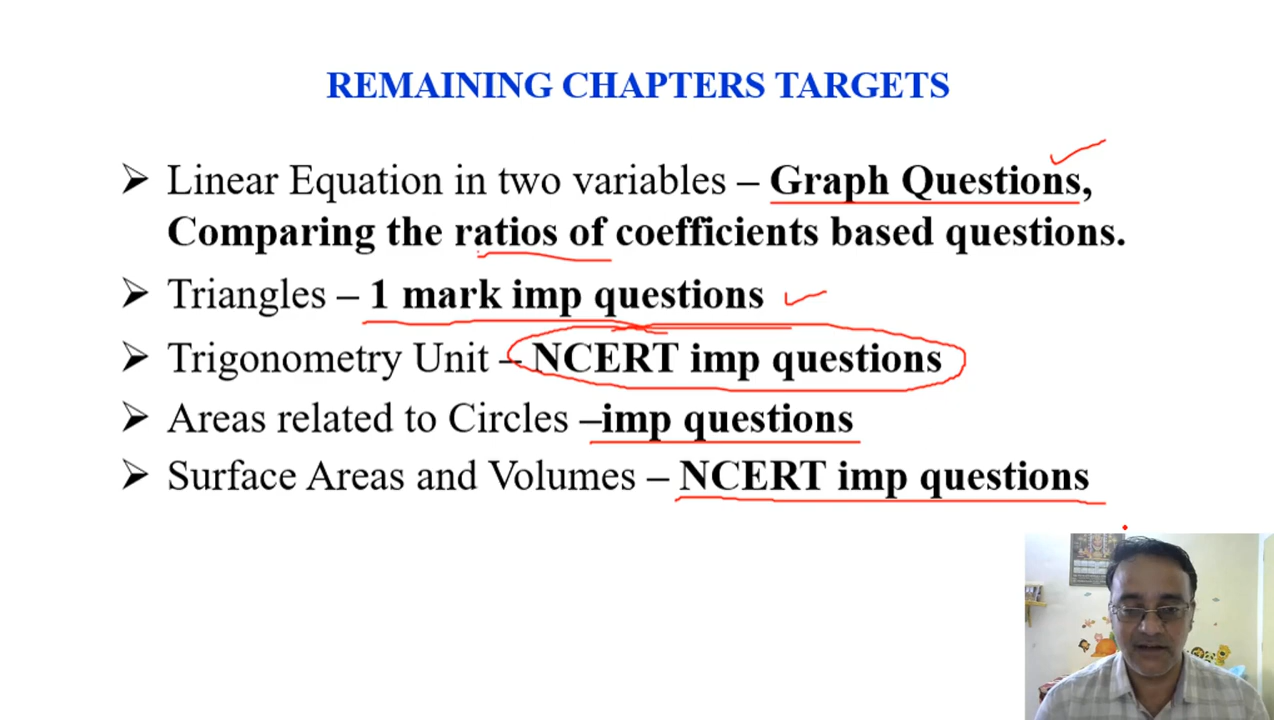 REMAINING CHAPTERS TARGETS
➢ Linear Equation in two variables – Graph Questions,
Comparing the ratios of coefficients based questions.
➢ Triangles – 1 mark imp questions
➢ Trigonometry Unit – NCERT imp questions
➢ Areas related to Circles –imp questions
➢ Surface Areas and Volumes – NCERT imp questions